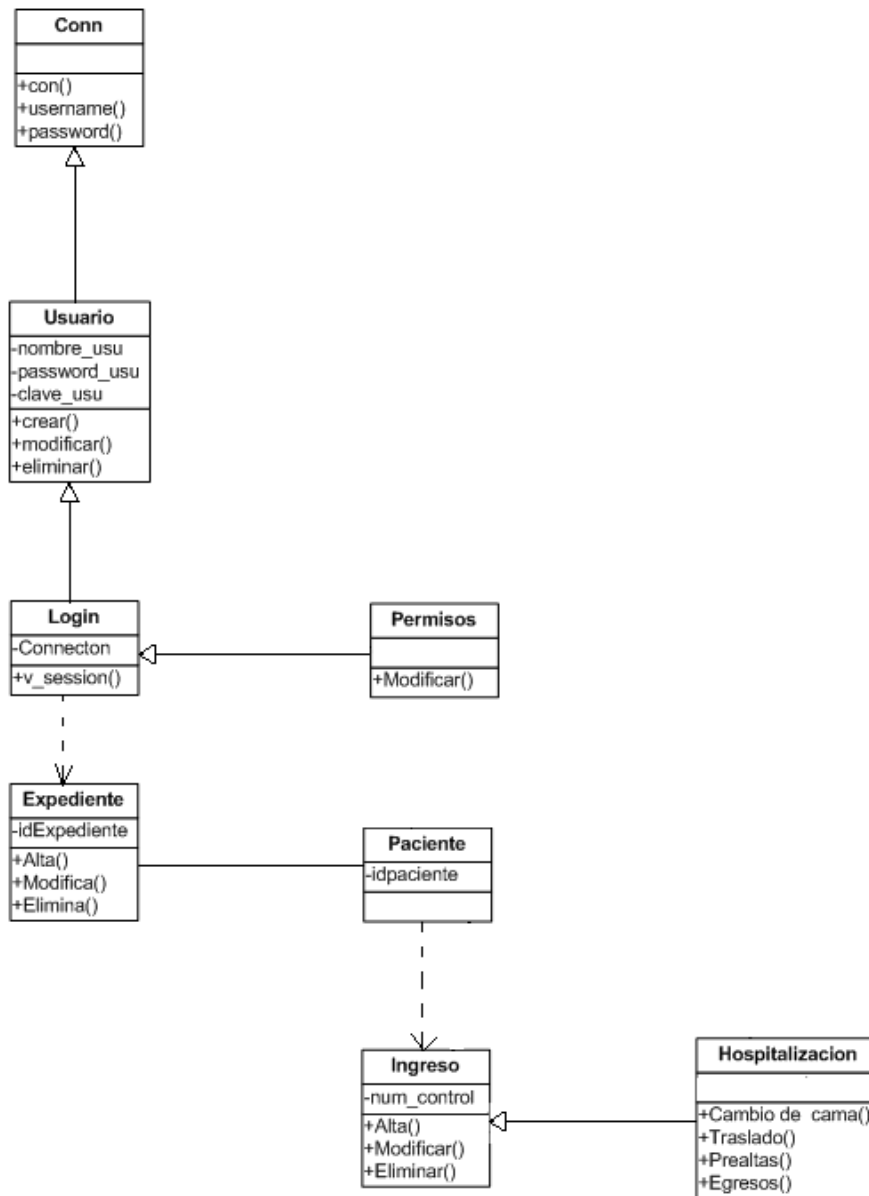 Conn
+con()
+username()
+password()
Usuario
-nombre_usu
-password_usu
-clave_usu
+crear()
+modificar()
+eliminar()
Login
-Connecton
+v_session()
Permisos
+Modificar()
Expediente
-idExpediente
+Alta()
+Modifica()
+Elimina()
Paciente
-idpaciente
Ingreso
-num_control
+Alta()
+Modificar()
+Eliminar()
Hospitalizacion
+Cambio de cama()
+Traslado()
+Prealtas()
+Egresos()